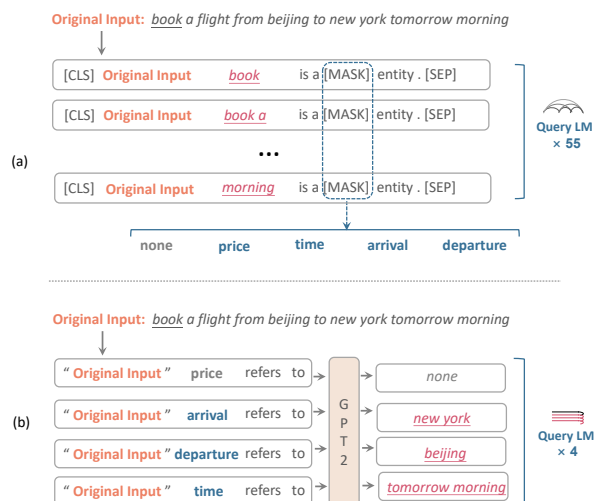 Original Input: book a flight from beijing to new york tomorrow morning
[CLS] Original Input book is a [MASK] entity . [SEP]
[CLS] Original Input book a is a [MASK] entity . [SEP]
...
[CLS] Original Input morning is a [MASK] entity . [SEP]
(a)
Query LM
× 55
none price time arrival departure
Original Input: book a flight from beijing to new york tomorrow morning
“ Original Input ” price refers to none
“ Original Input ” arrival refers to new york
“ Original Input ” departure refers to beijing
“ Original Input ” time refers to tomorrow morning
GPT2
(b)
Query LM
× 4